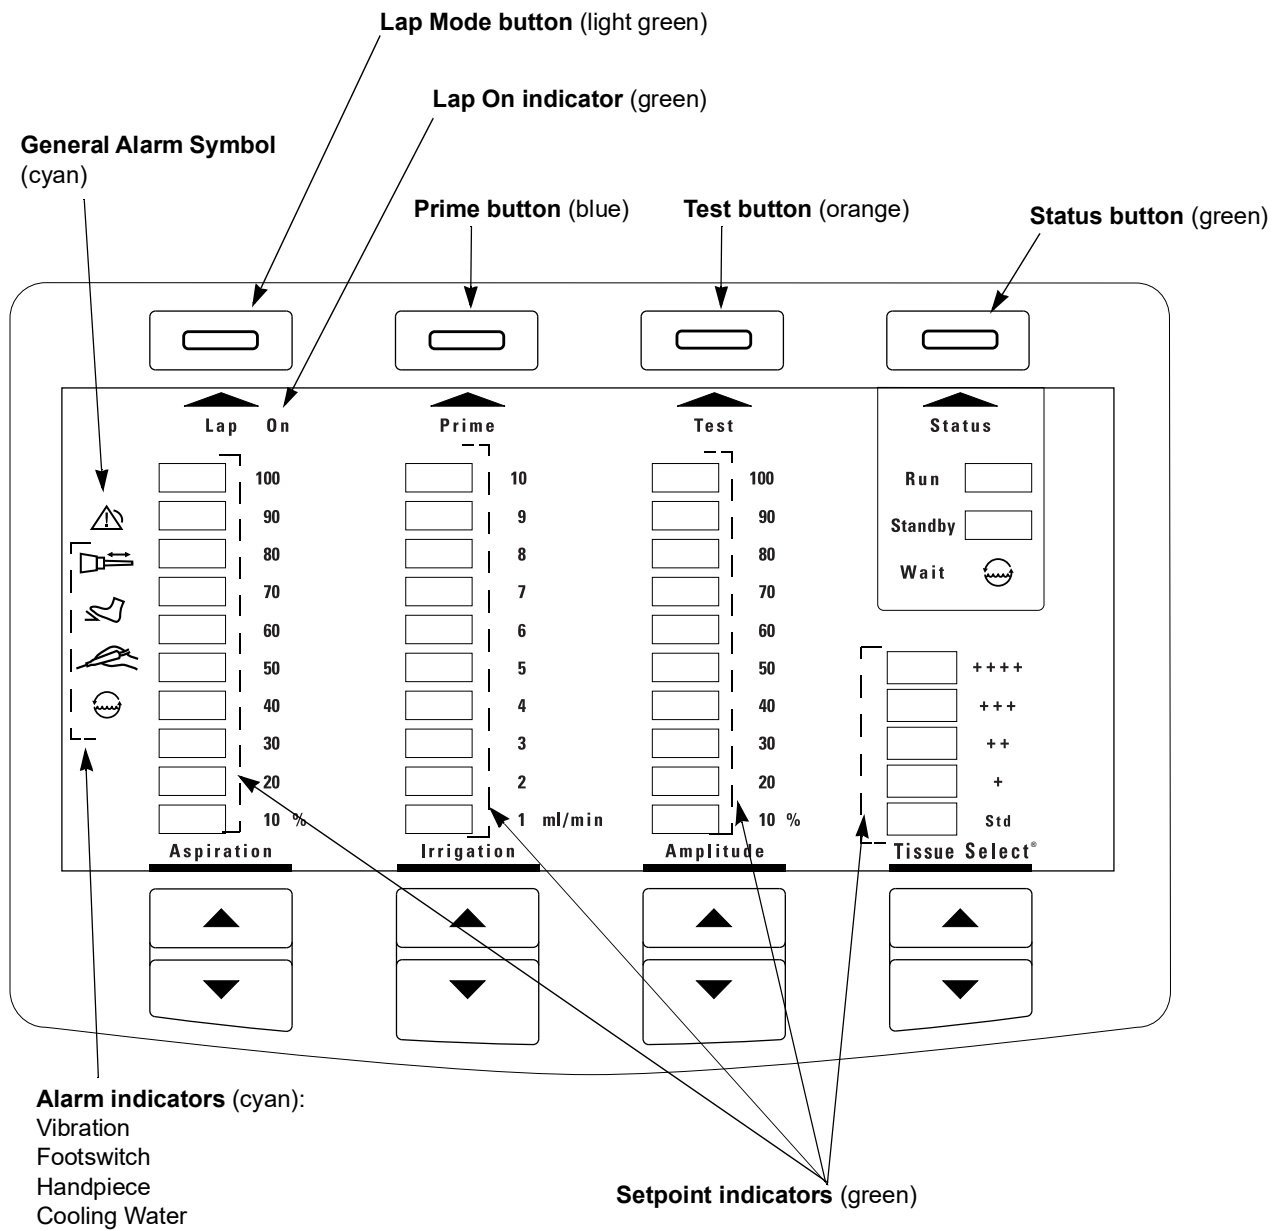 Lap Mode button (light green)
Lap On indicator (green)
General Alarm Symbol
(cyan)
Prime button (blue)
Test button (orange)
Status button (green)
Lap On
Prime
Test
Status
100
10
100
Run
90
9
90
Standby
80
8
80
Wait
70
7
70
60
6
60
50
5
50
++++
40
4
40
+++
30
3
30
++
20
2
20
+
10 %
1 ml/min
10 %
Std
Aspiration
Irrigation
Amplitude
Tissue Select®
Alarm indicators (cyan):
Vibration
Footswitch
Handpiece
Cooling Water
Setpoint indicators (green)